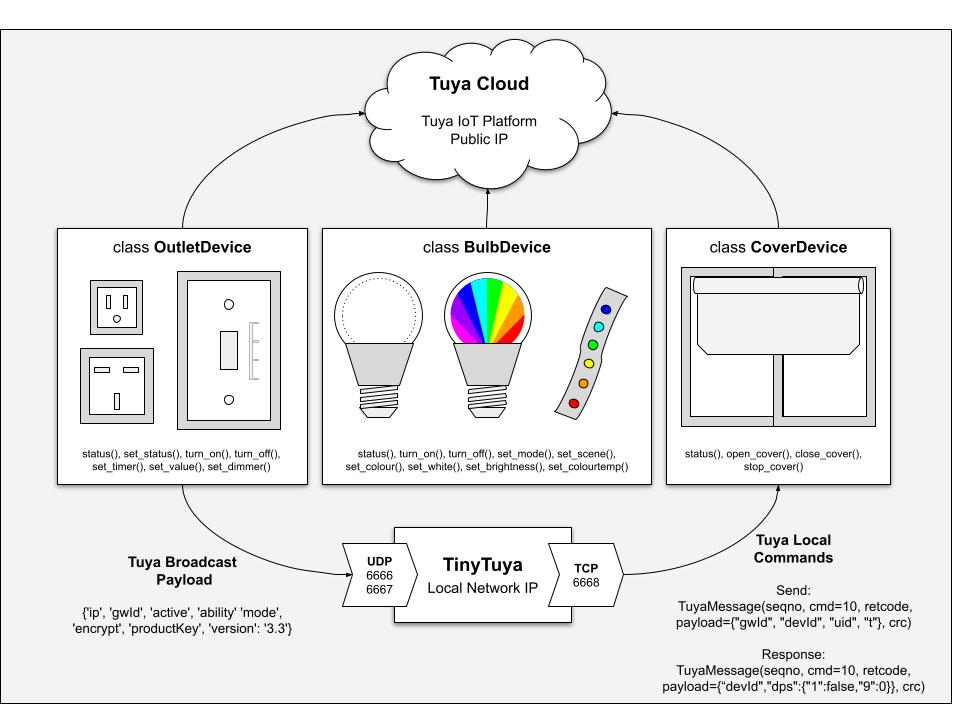 Tuya Cloud
Tuya IoT Platform
Public IP
class OutletDevice
status(), set_status(), turn_on(), turn_off(),
set_timer(), set_value(), set_dimmer()
class BulbDevice
status(), turn_on(), turn_off(), set_mode(), set_scene(),
set_colour(), set_white(), set_brightness(), set_colourtemp()
class CoverDevice
status(), open_cover(), close_cover(),
stop_cover()
Tuya Broadcast
Payload
{'ip', 'gwId', 'active', 'ability' 'mode',
'encrypt', 'productKey', 'version': '3.3'}
UDP
6666
6667
TinyTuya
Local Network IP
TCP
6668
Tuya Local
Commands
Send:
TuyaMessage(seqno, cmd=10, retcode,
payload={"gwId", "devId", "uid", "t"}, crc)
Response:
TuyaMessage(seqno, cmd=10, retcode,
payload={“devId","dps":{"1":false,"9":0}}, crc)